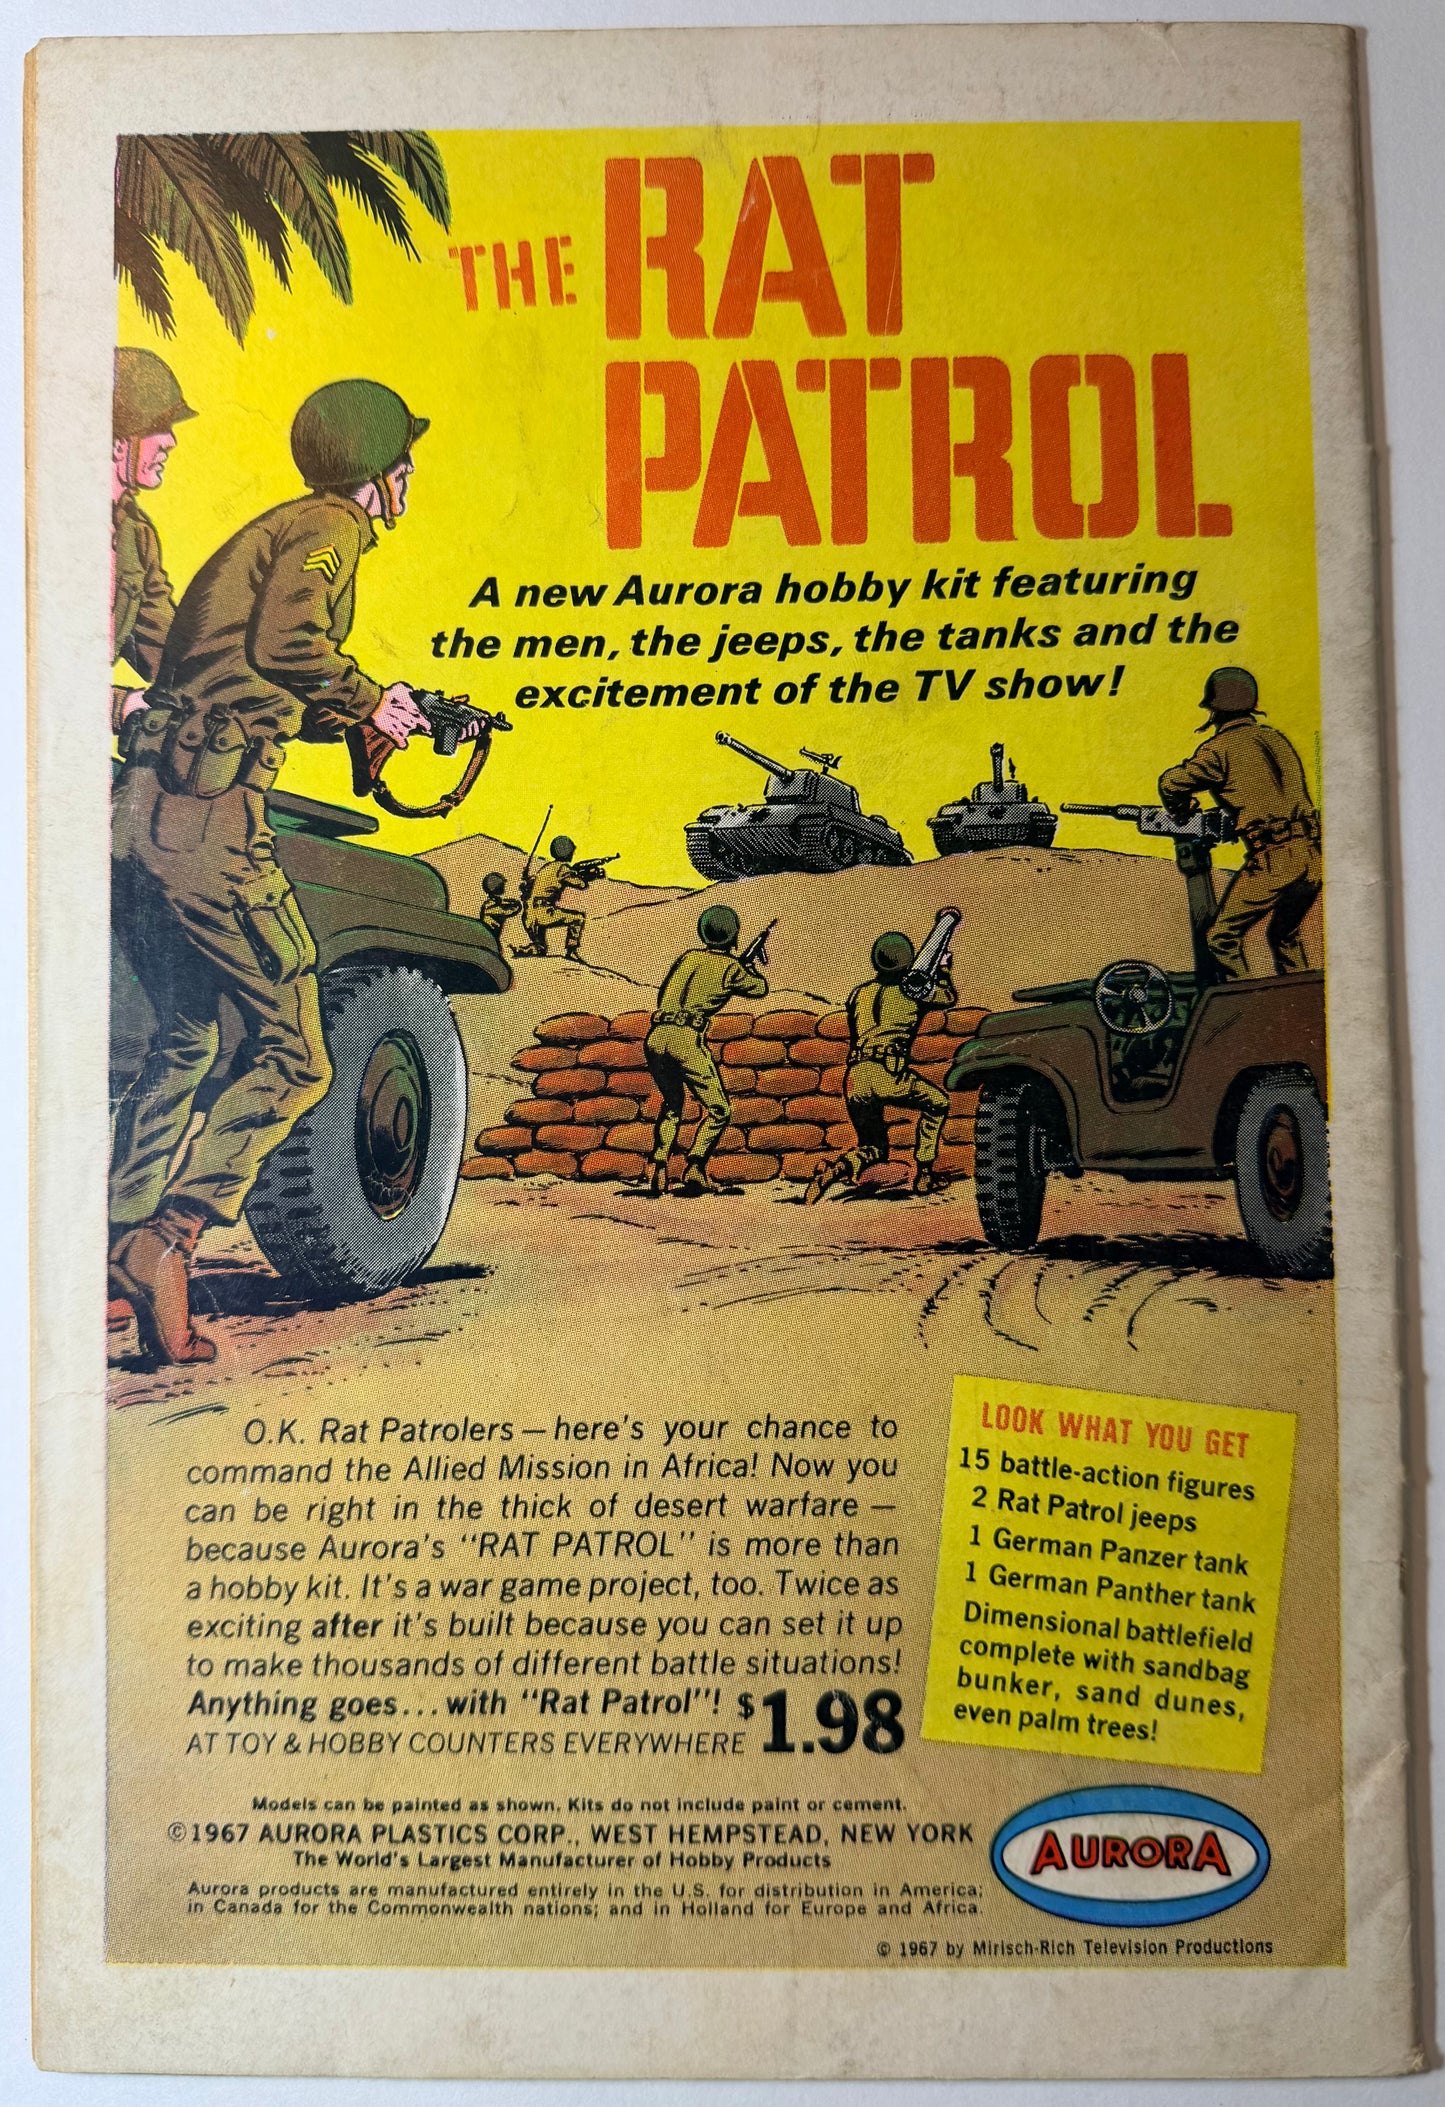 THE RAT
PATROL
A new Aurora hobby kit featuring
the men, the jeeps, the tanks and the
excitement of the TV show!
O.K. Rat Patrolers — here's your chance to
command the Allied Mission in Africa! Now you
can be right in the thick of desert warfare —
because Aurora's "RAT PATROL" is more than
a hobby kit. It's a war game project, too. Twice as
exciting after it's built because you can set it up
to make thousands of different battle situations!
Anything goes... with "Rat Patrol"! $1.98
AT TOY & HOBBY COUNTERS EVERYWHERE
LOOK WHAT YOU GET
15 battle-action figures
2 Rat Patrol jeeps
1 German Panzer tank
1 German Panther tank
Dimensional battlefield
complete with sandbag
bunker, sand dunes,
even palm trees!
Models can be painted as shown. Kits do not include paint or cement.
©1967 AURORA PLASTICS CORP., WEST HEMPSTEAD, NEW YORK
The World's Largest Manufacturer of Hobby Products
Aurora products are manufactured entirely in the U.S. for distribution in America;
in Canada for the Commonwealth nations; and in Holland for Europe and Africa.
AURORA
© 1967 by Mirisch-Rich Television Productions